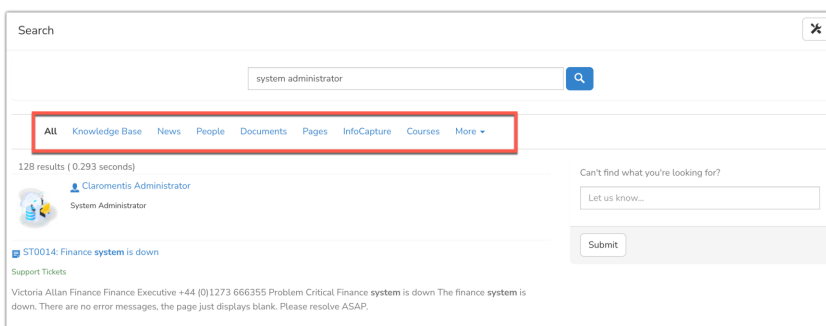 Search
system administrator
All Knowledge Base News People Documents Pages InfoCapture Courses More
128 results ( 0.293 seconds)
Claromentis Administrator
System Administrator
ST0014: Finance system is down
Support Tickets
Victoria Allan Finance Finance Executive +44 (0)1273 666355 Problem Critical Finance system is down The finance system is
down. There are no error messages, the page just displays blank. Please resolve ASAP.
Can't find what you're looking for?
Let us know...
Submit